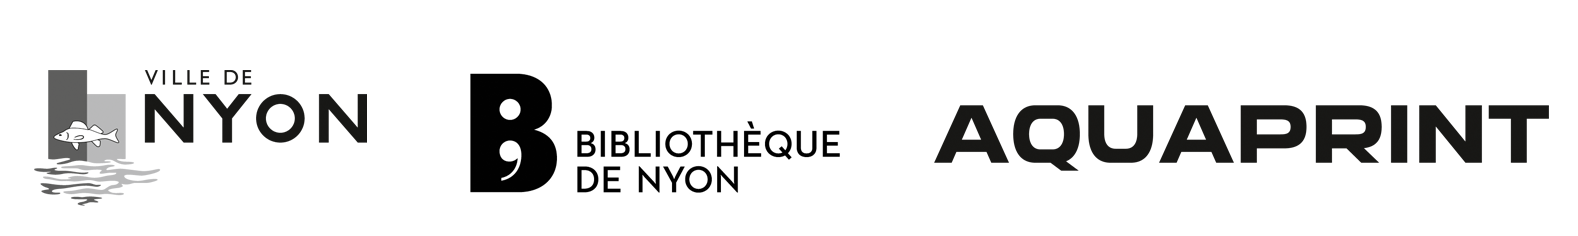 VILLE DE
NYON
B
BIBLIOTHÈQUE
DE NYON
AQUAPRINT